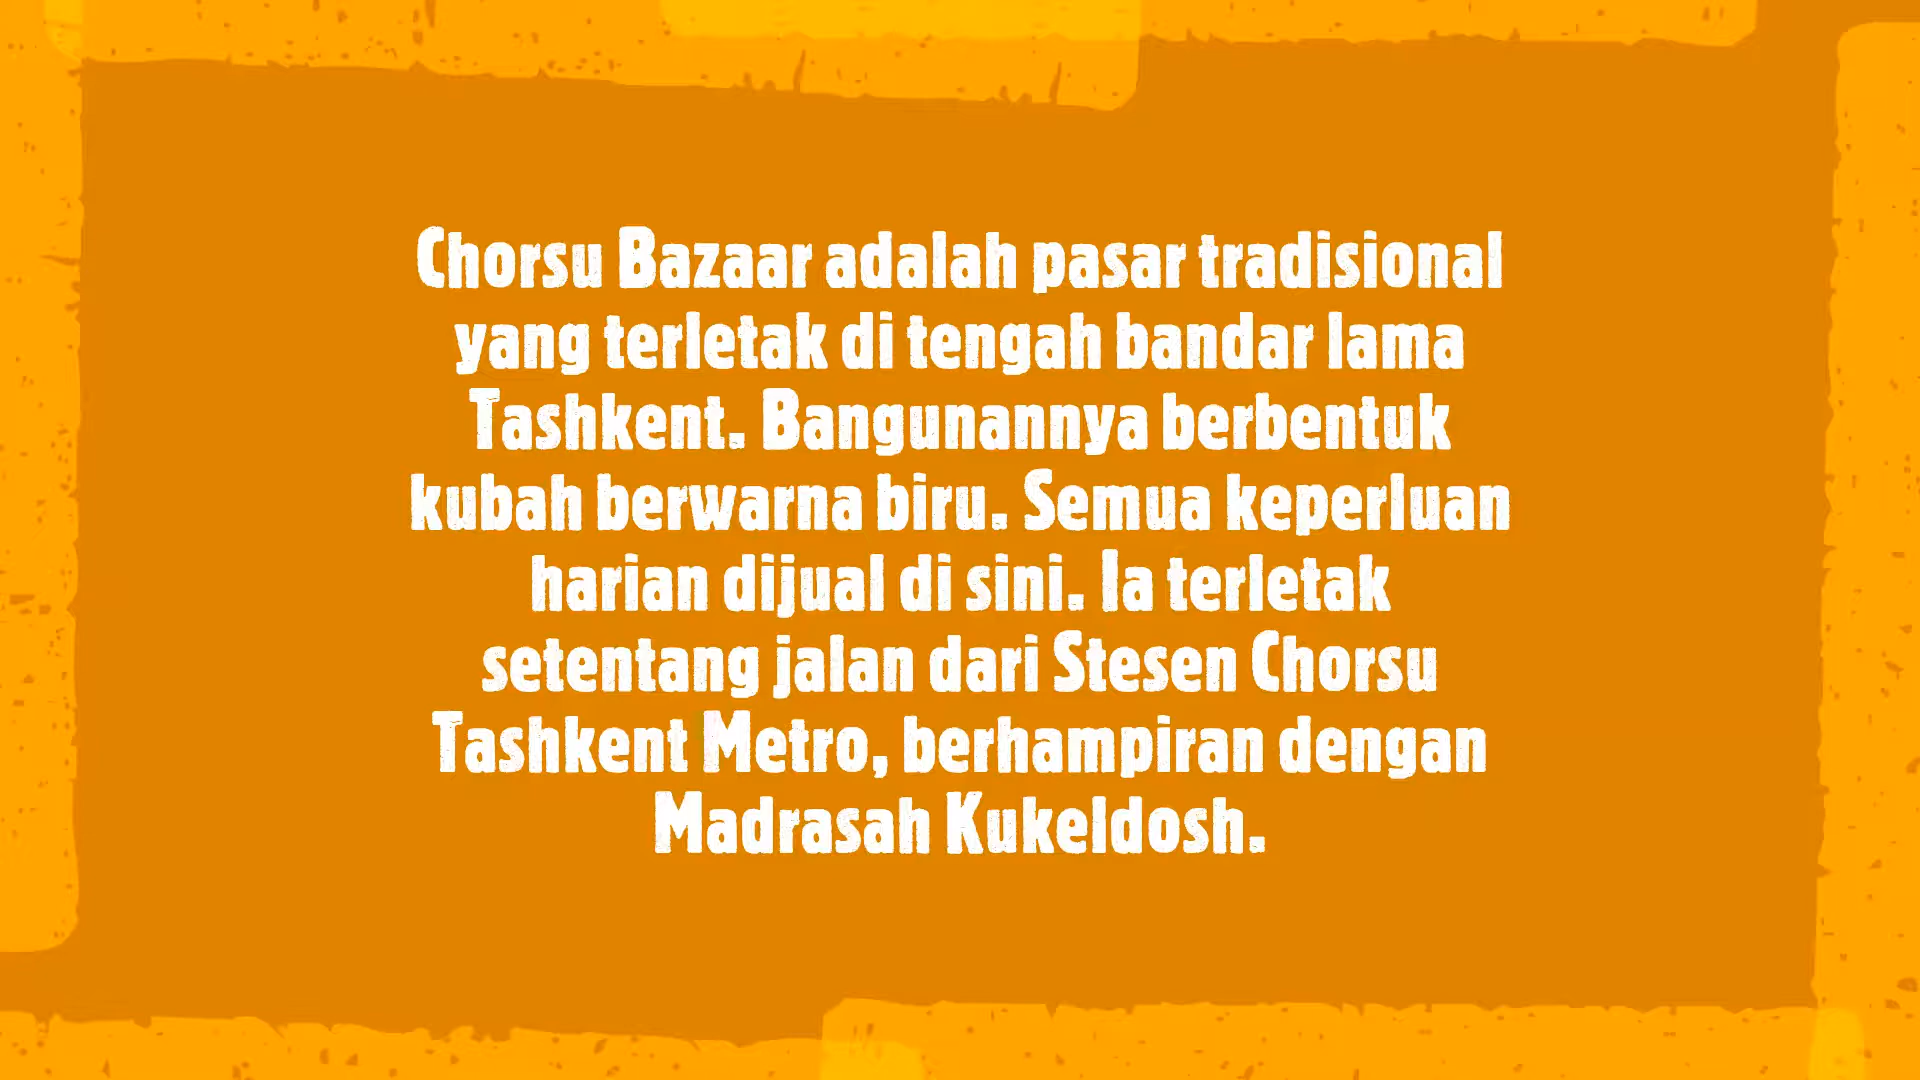 Chorsu Bazaar adalah pasar tradisional
yang terletak di tengah bandar lama
Tashkent. Bangunannya berbentuk
kubah berwarna biru. Semua keperluan
harian dijual di sini. Ia terletak
setentang jalan dari Stesen Chorsu
Tashkent Metro, berhampiran dengan
Madrasah Kukeldosh.